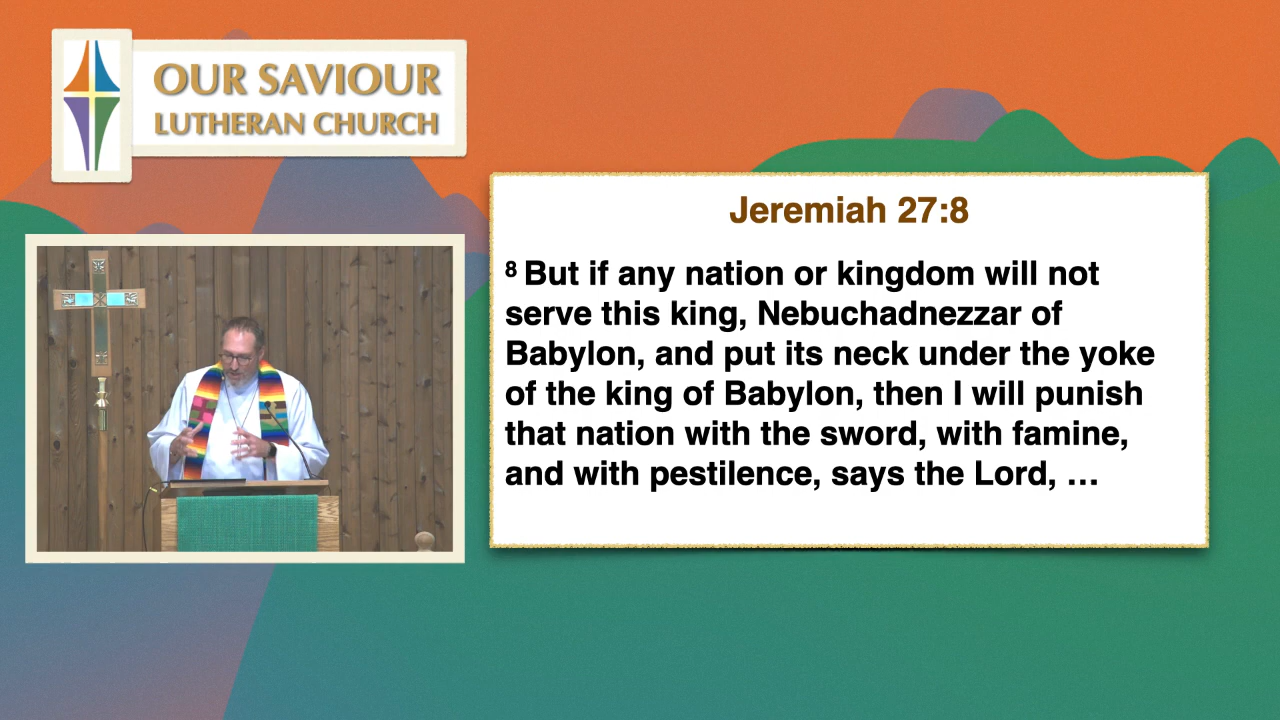 OUR SAVIOUR
LUTHERAN CHURCH
Jeremiah 27:8
8 But if any nation or kingdom will not
serve this king, Nebuchadnezzar of
Babylon, and put its neck under the yoke
of the king of Babylon, then I will punish
that nation with the sword, with famine,
and with pestilence, says the Lord, …